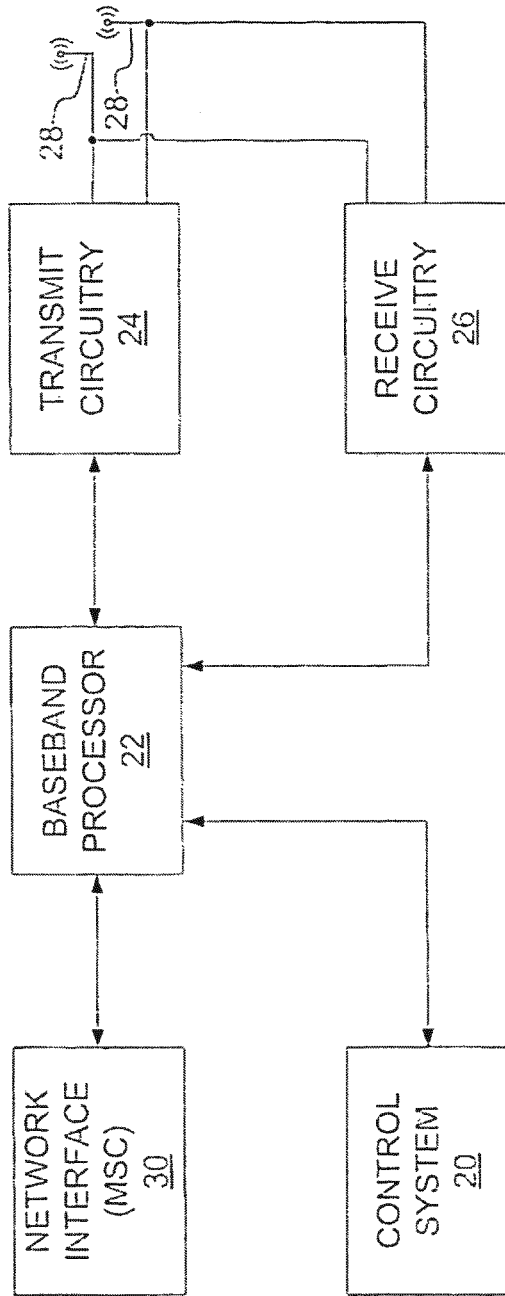 NETWORK
INTERFACE
(MSC)
30
BASEBAND
PROCESSOR
22
TRANSMIT
CIRCUITRY
24
28
28
CONTROL
SYSTEM
20
RECEIVE
CIRCUITRY
26